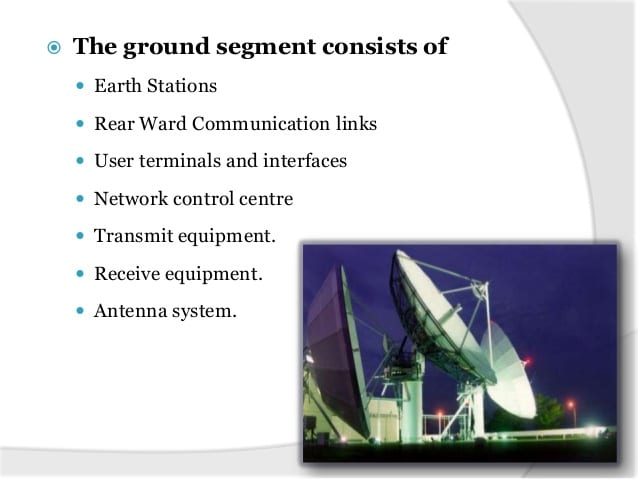 The ground segment consists of
Earth Stations
Rear Ward Communication links
User terminals and interfaces
Network control centre
Transmit equipment.
Receive equipment.
Antenna system.